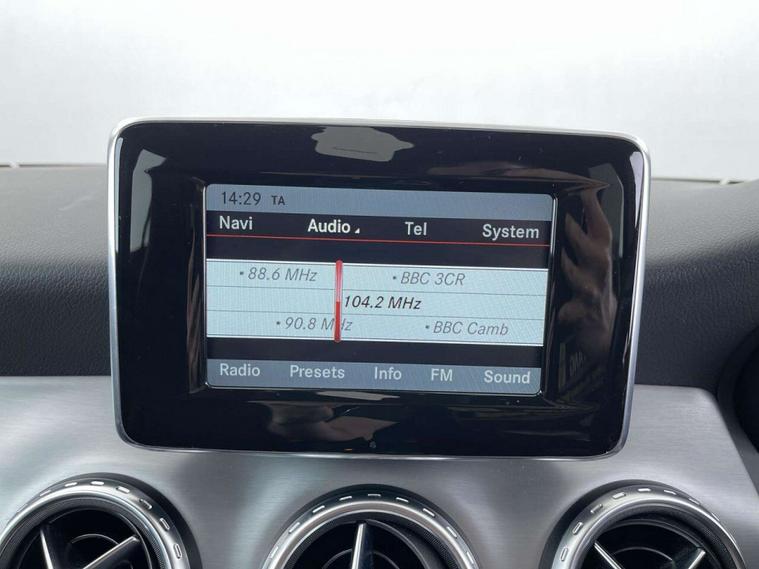 14:29 TA
Navi Audio Tel System
• 88.6 MHz • BBC 3CR
104.2 MHz
• 90.8 MHz • BBC Camb
Radio Presets Info FM Sound